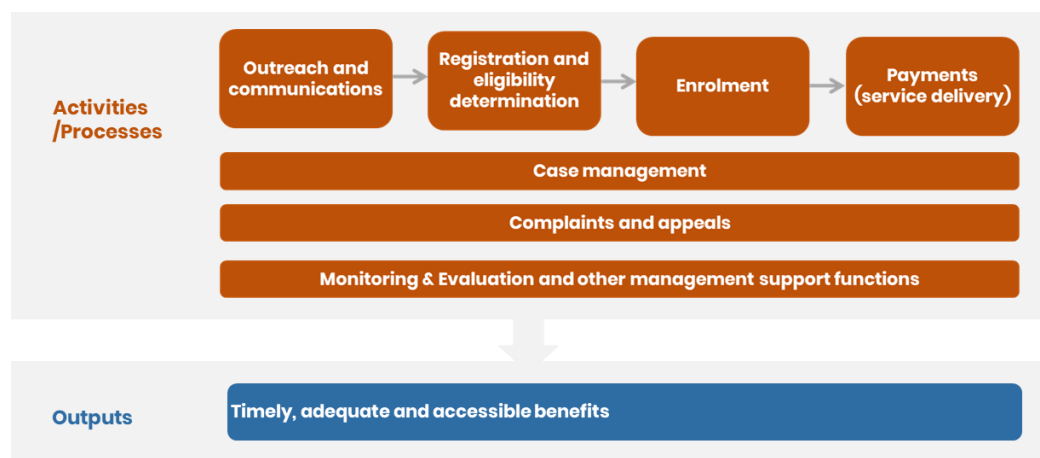 Activities
/Processes
Outreach and
communications
Registration and
eligibility
determination
Enrolment
Payments
(service delivery)
Case management
Complaints and appeals
Monitoring & Evaluation and other management support functions
Outputs
Timely, adequate and accessible benefits